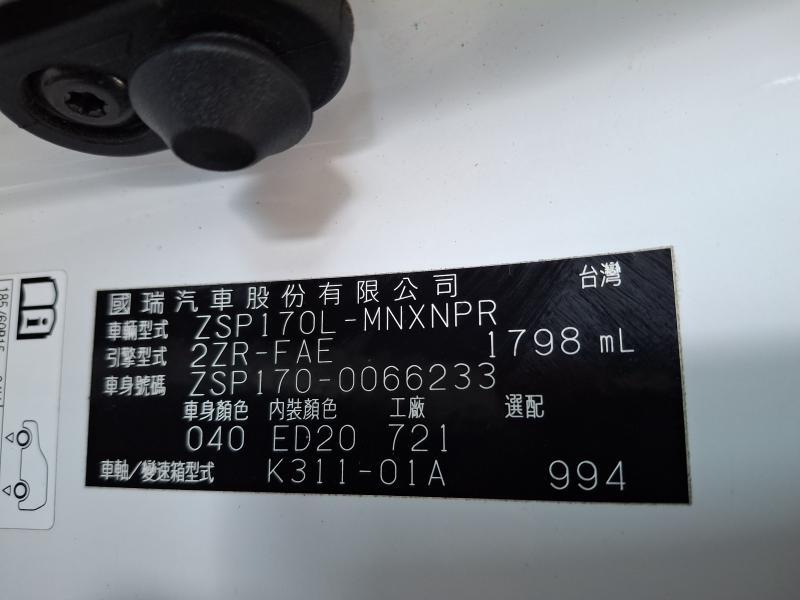 國瑞汽車股份有限公司 台灣
車輛型式 ZSP170L-MNXNPR
引擎型式 2ZR-FAE 1798 mL
車身號碼 ZSP170-0066233
車身顏色 內裝顏色 工廠 選配
040 ED20 721
車軸/變速箱型式 K311-01A 994
185/60R15